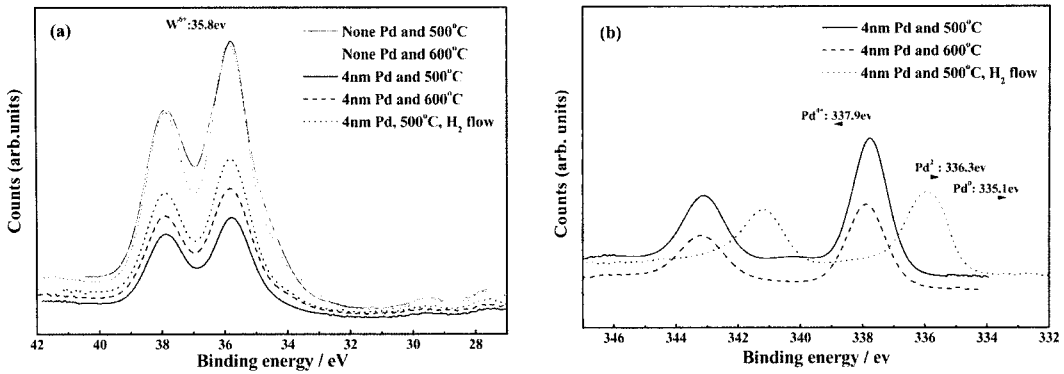 (a)
W⁶⁺:35.8ev
None Pd and 500°C
None Pd and 600°C
4nm Pd and 500°C
4nm Pd and 600°C
4nm Pd, 500°C, H₂ flow
Counts (arb.units)
42 40 38 36 34 32 30 28
Binding energy / eV
(b)
4nm Pd and 500°C
4nm Pd and 600°C
4nm Pd and 500°C, H₂ flow
Pd⁴⁺: 337.9ev
Pd²: 336.3ev
Pd⁰: 335.1ev
Counts (arb. units)
346 344 342 340 338 336 334 332
Binding energy / ev